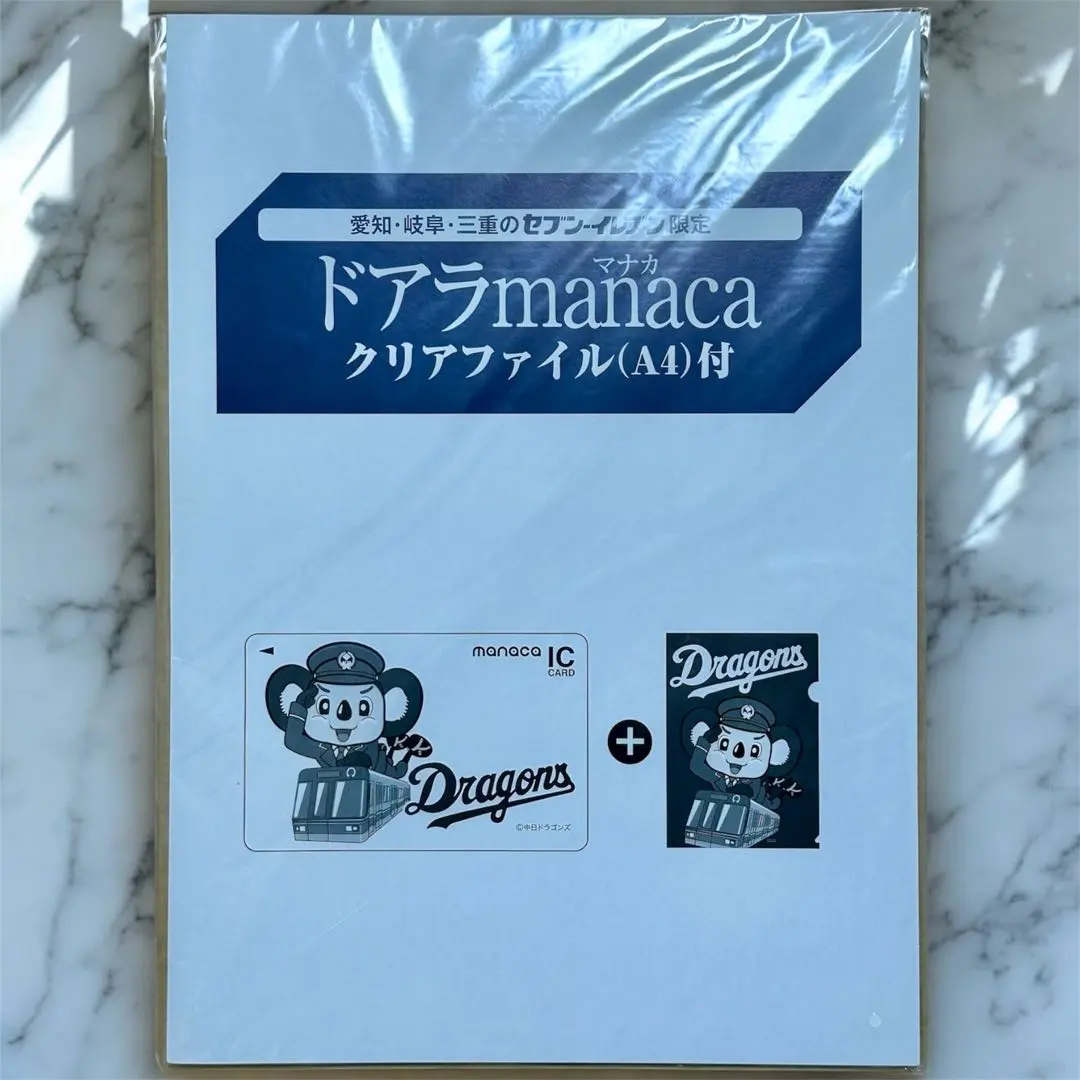 愛知・岐阜・三重のセブン-イレブン限定
マナカ
ドアラmanaca
クリアファイル(A4)付
manaca IC
CARD
Dragons
©中日ドラゴンズ
Dragons